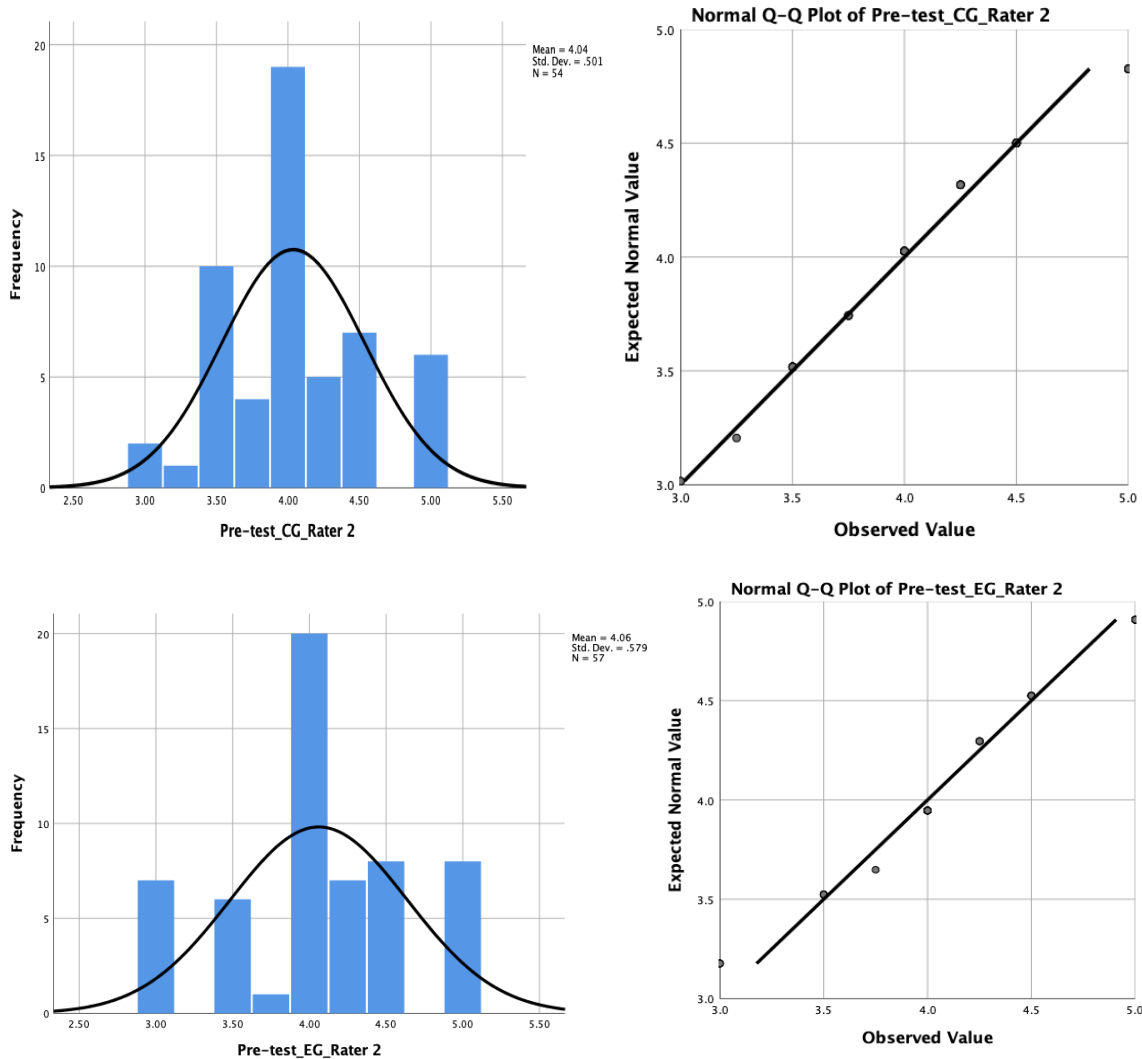 Mean = 4.04
Std. Dev. = .501
N = 54
Frequency
20
15
10
5
0
2.50 3.00 3.50 4.00 4.50 5.00 5.50
Pre-test_CG_Rater 2
Normal Q-Q Plot of Pre-test_CG_Rater 2
Expected Normal Value
5.0
4.5
4.0
3.5
3.0
3.0 3.5 4.0 4.5 5.0
Observed Value
Mean = 4.06
Std. Dev. = .579
N = 57
Frequency
20
15
10
5
0
2.50 3.00 3.50 4.00 4.50 5.00 5.50
Pre-test_EG_Rater 2
Normal Q-Q Plot of Pre-test_EG_Rater 2
Expected Normal Value
5.0
4.5
4.0
3.5
3.0
3.0 3.5 4.0 4.5 5.0
Observed Value